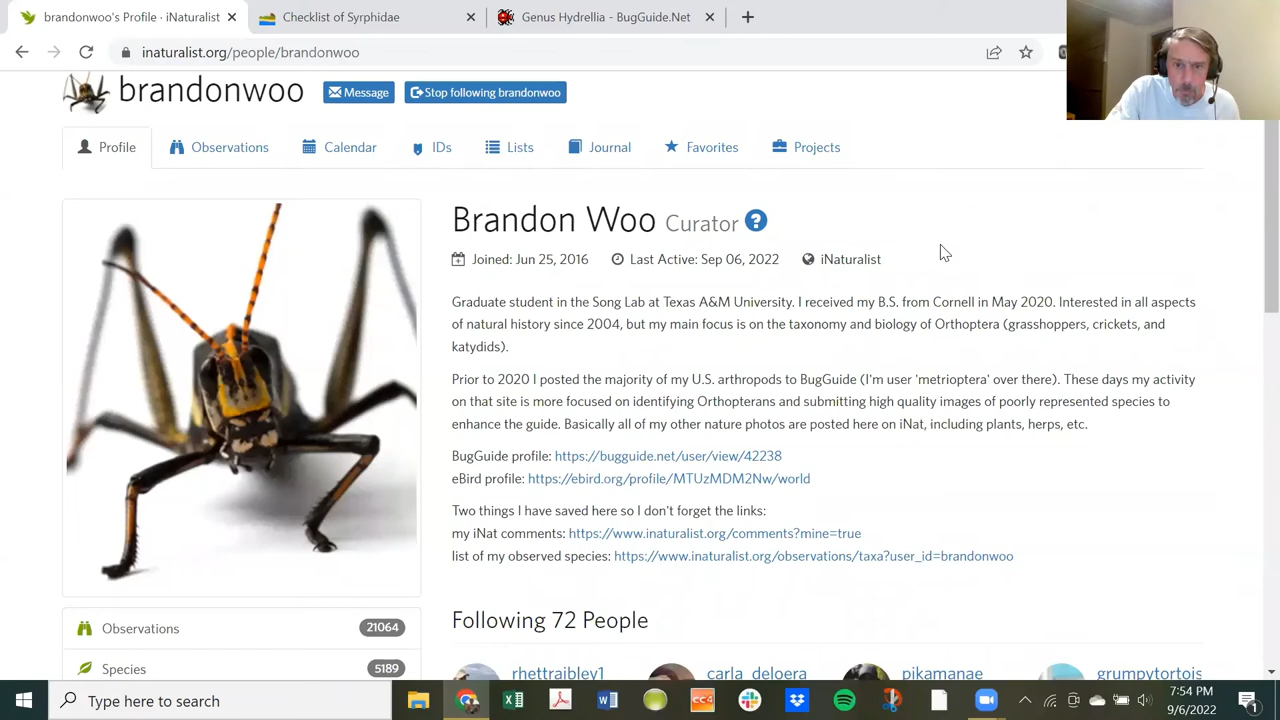 brandonwoo's Profile · iNaturalist
Checklist of Syrphidae
Genus Hydrellia - BugGuide.Net
inaturalist.org/people/brandonwoo
brandonwoo
Message
Stop following brandonwoo
Profile
Observations
Calendar
IDs
Lists
Journal
Favorites
Projects
Brandon Woo Curator ?
Joined: Jun 25, 2016 Last Active: Sep 06, 2022 iNaturalist
Graduate student in the Song Lab at Texas A&M University. I received my B.S. from Cornell in May 2020. Interested in all aspects
of natural history since 2004, but my main focus is on the taxonomy and biology of Orthoptera (grasshoppers, crickets, and
katydids).
Prior to 2020 I posted the majority of my U.S. arthropods to BugGuide (I'm user 'metrioptera' over there). These days my activity
on that site is more focused on identifying Orthopterans and submitting high quality images of poorly represented species to
enhance the guide. Basically all of my other nature photos are posted here on iNat, including plants, herps, etc.
BugGuide profile: https://bugguide.net/user/view/42238
eBird profile: https://ebird.org/profile/MTUzMDM2Nw/world
Two things I have saved here so I don't forget the links:
my iNat comments: https://www.inaturalist.org/comments?mine=true
list of my observed species: https://www.inaturalist.org/observations/taxa?user_id=brandonwoo
Observations 21064
Species 5189
Following 72 People
rhettraibley1
carla_deloera
pikamanae
grumpytortois
Type here to search
CC4
7:54 PM
9/6/2022
1